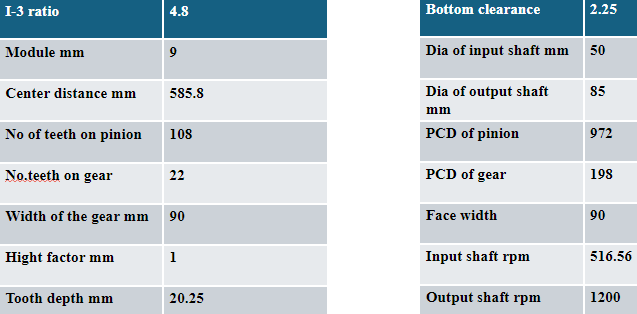 I-3 ratio 4.8
Module mm 9
Center distance mm 585.8
No of teeth on pinion 108
No.teeth on gear 22
Width of the gear mm 90
Hight factor mm 1
Tooth depth mm 20.25
Bottom clearance 2.25
Dia of input shaft mm 50
Dia of output shaft 85
mm
PCD of pinion 972
PCD of gear 198
Face width 90
Input shaft rpm 516.56
Output shaft rpm 1200